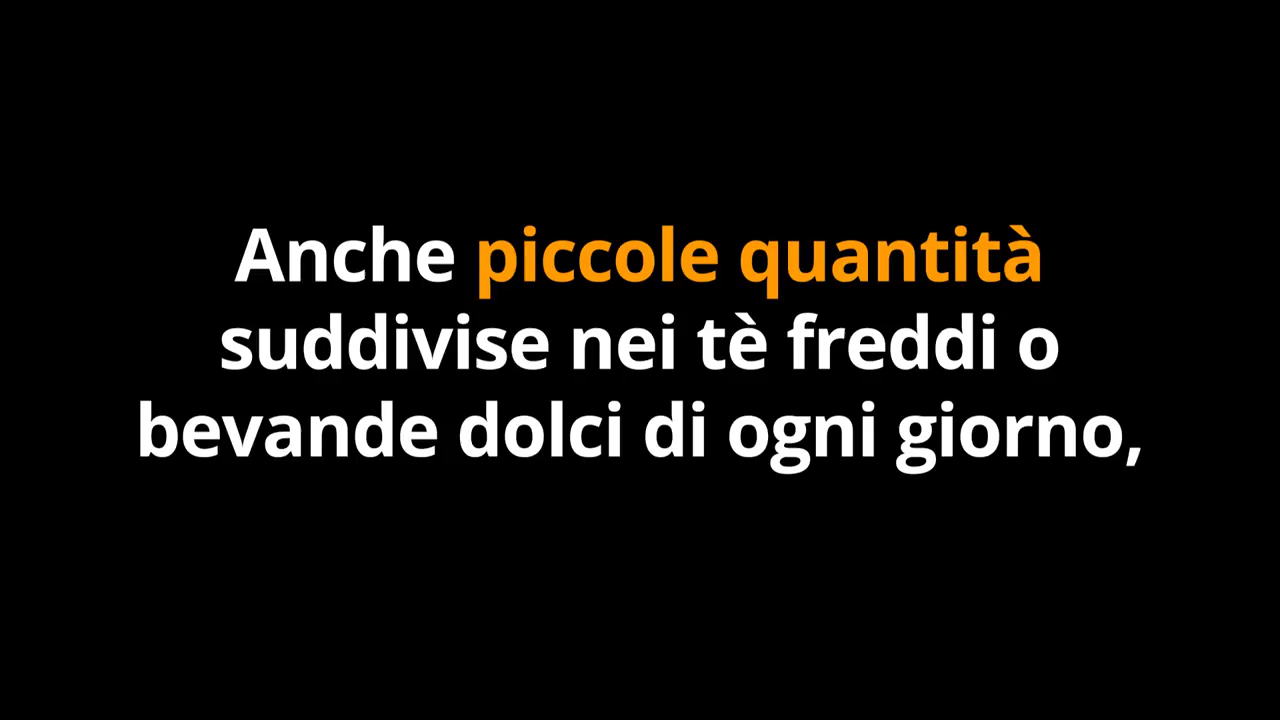 Anche piccole quantità
suddivise nei tè freddi o
bevande dolci di ogni giorno,